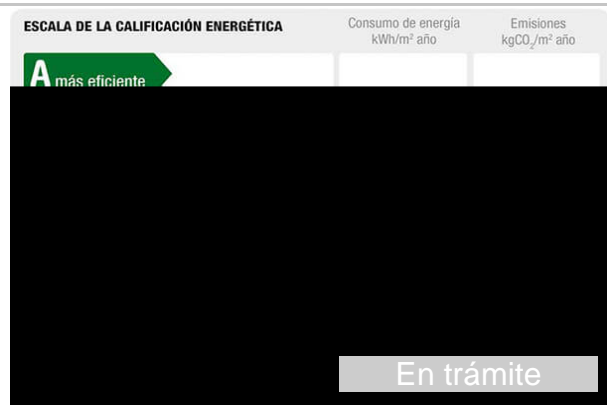 ESCALA DE LA CALIFICACIÓN ENERGÉTICA
Consumo de energía
kWh/m² año
Emisiones
kgCO₂/m² año
A más eficiente
En trámite